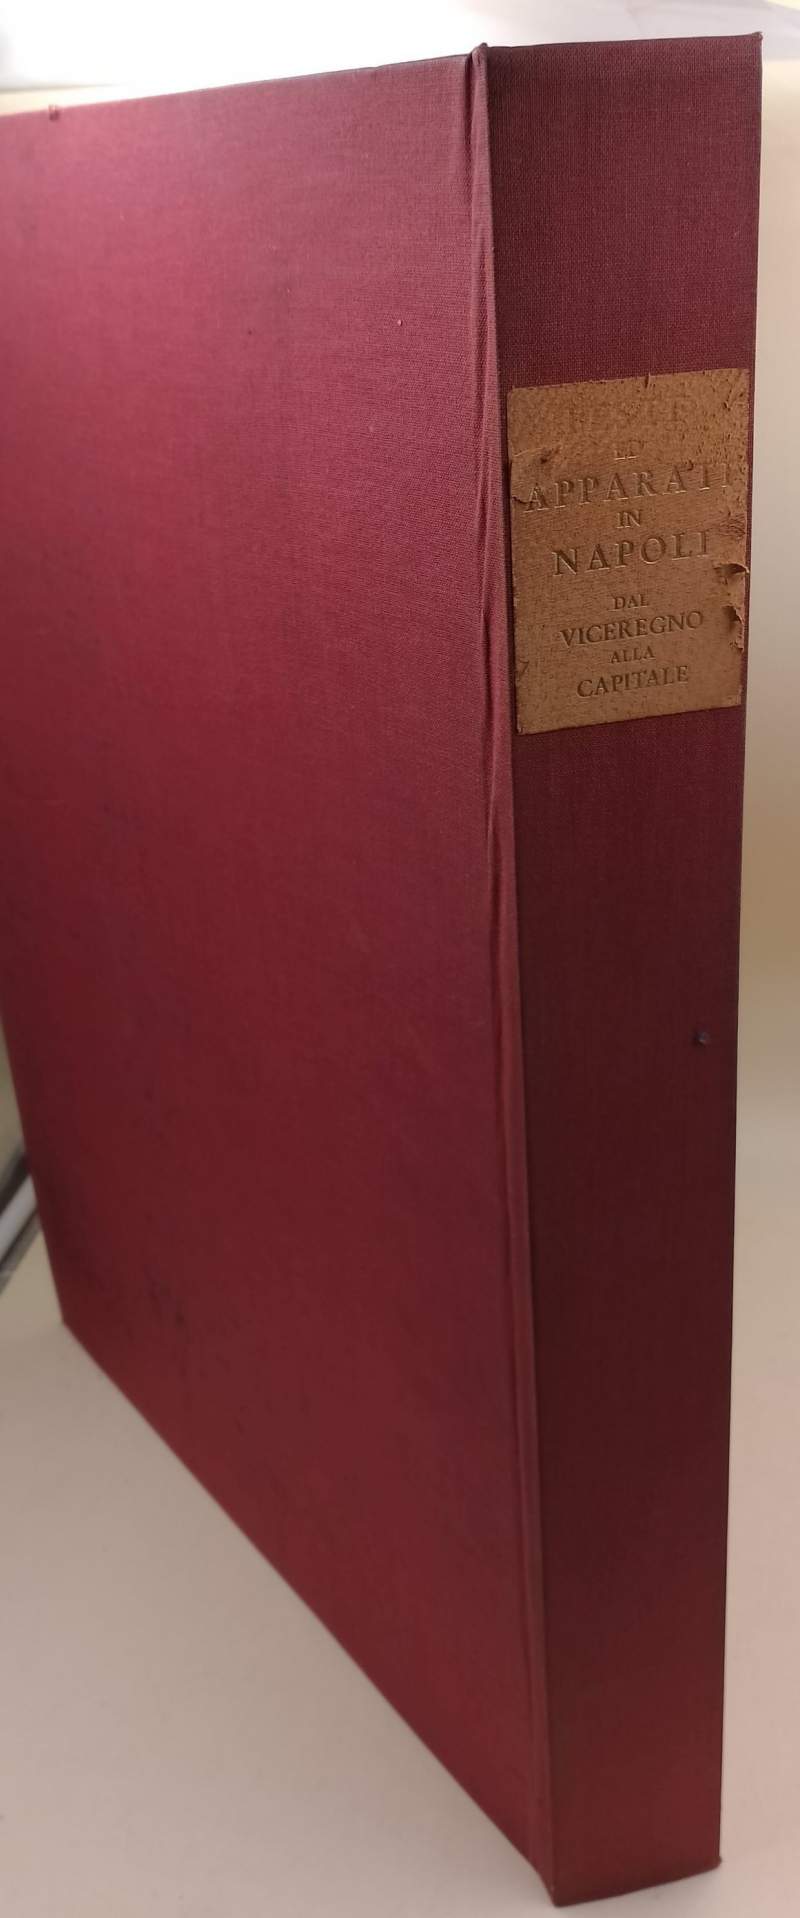 APPARATI
IN
NAPOLI
DAL
VICEREGNO
ALLA
CAPITALE